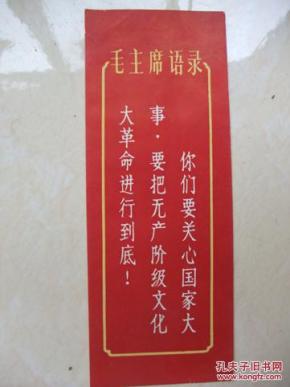 毛主席语录
你们要关心国家大
事·要把无产阶级文化
大革命进行到底！
孔夫子旧书网